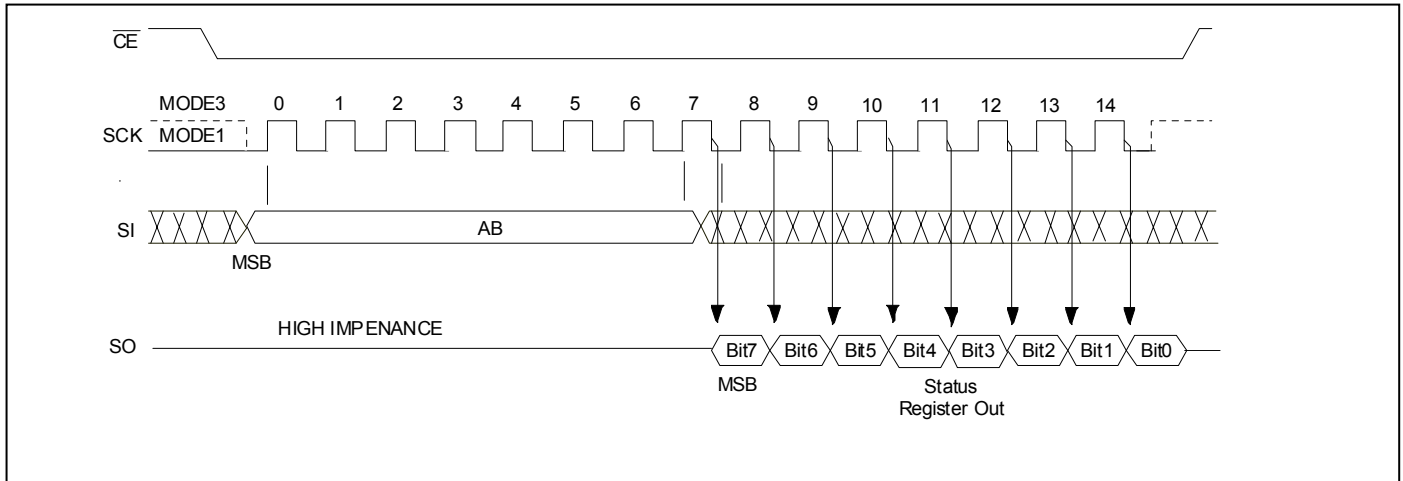 CE
MODE3 0 1 2 3 4 5 6 7 8 9 10 11 12 13 14
SCK MODE1
SI AB
MSB
HIGH IMPENANCE
SO Bit7 Bit6 Bit5 Bit4 Bit3 Bit2 Bit1 Bit0
MSB Status
Register Out